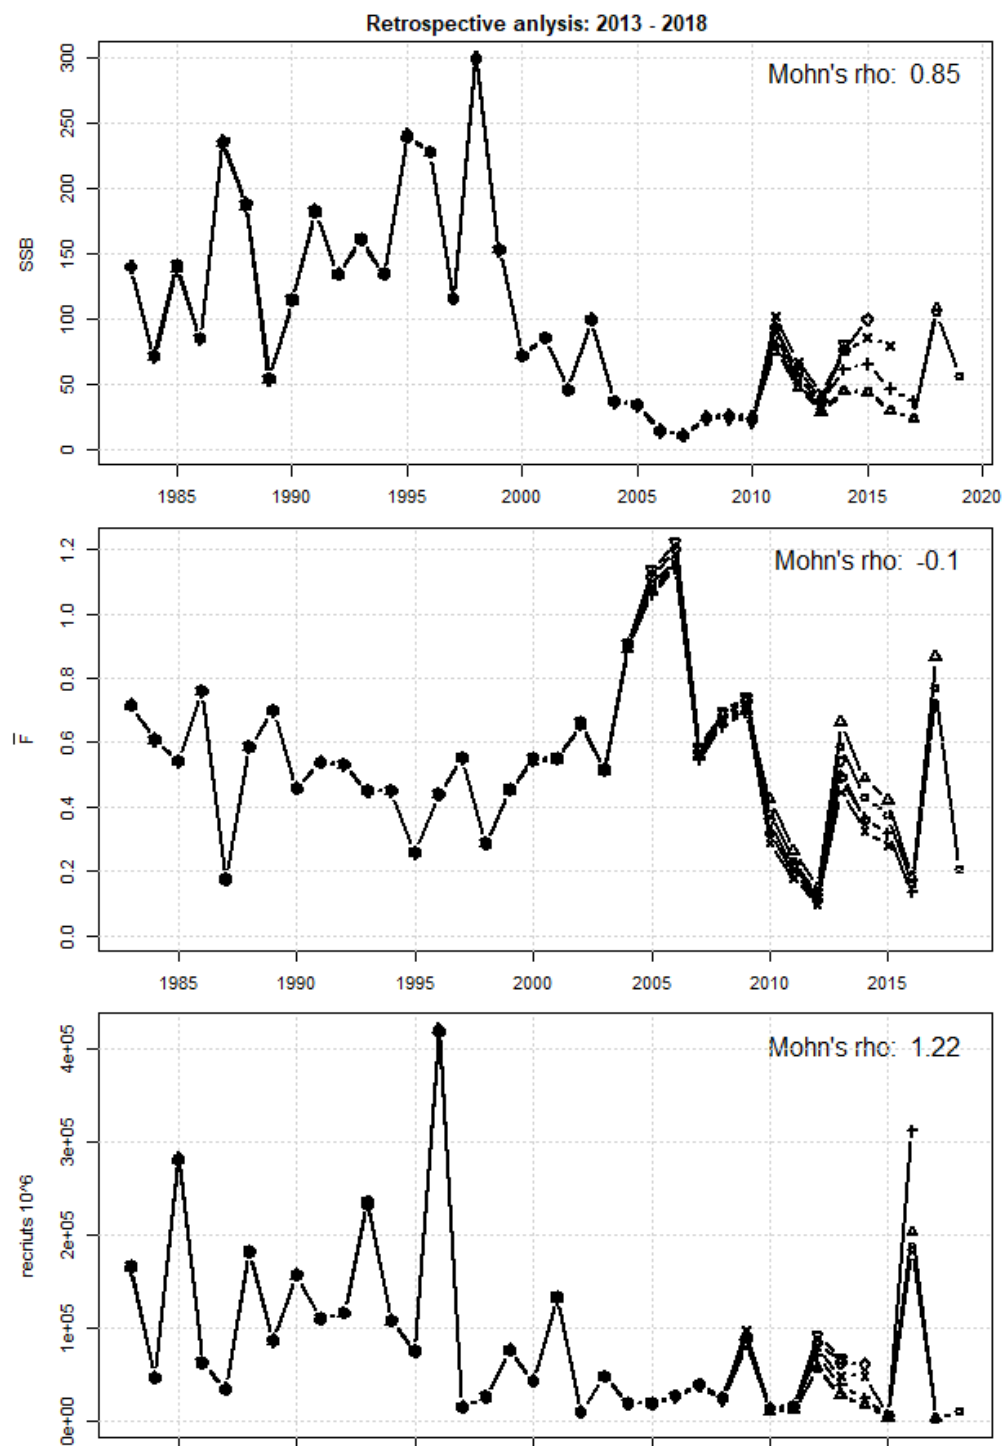 Retrospective anlysis: 2013 - 2018
Mohn's rho: 0.85
SSB
300
250
200
150
100
50
0
1985 1990 1995 2000 2005 2010 2015 2020
Mohn's rho: -0.1
F
1.2
1.0
0.8
0.6
0.4
0.2
0.0
1985 1990 1995 2000 2005 2010 2015
Mohn's rho: 1.22
recriuts 10^6
4e+05
3e+05
2e+05
1e+05
0e+00